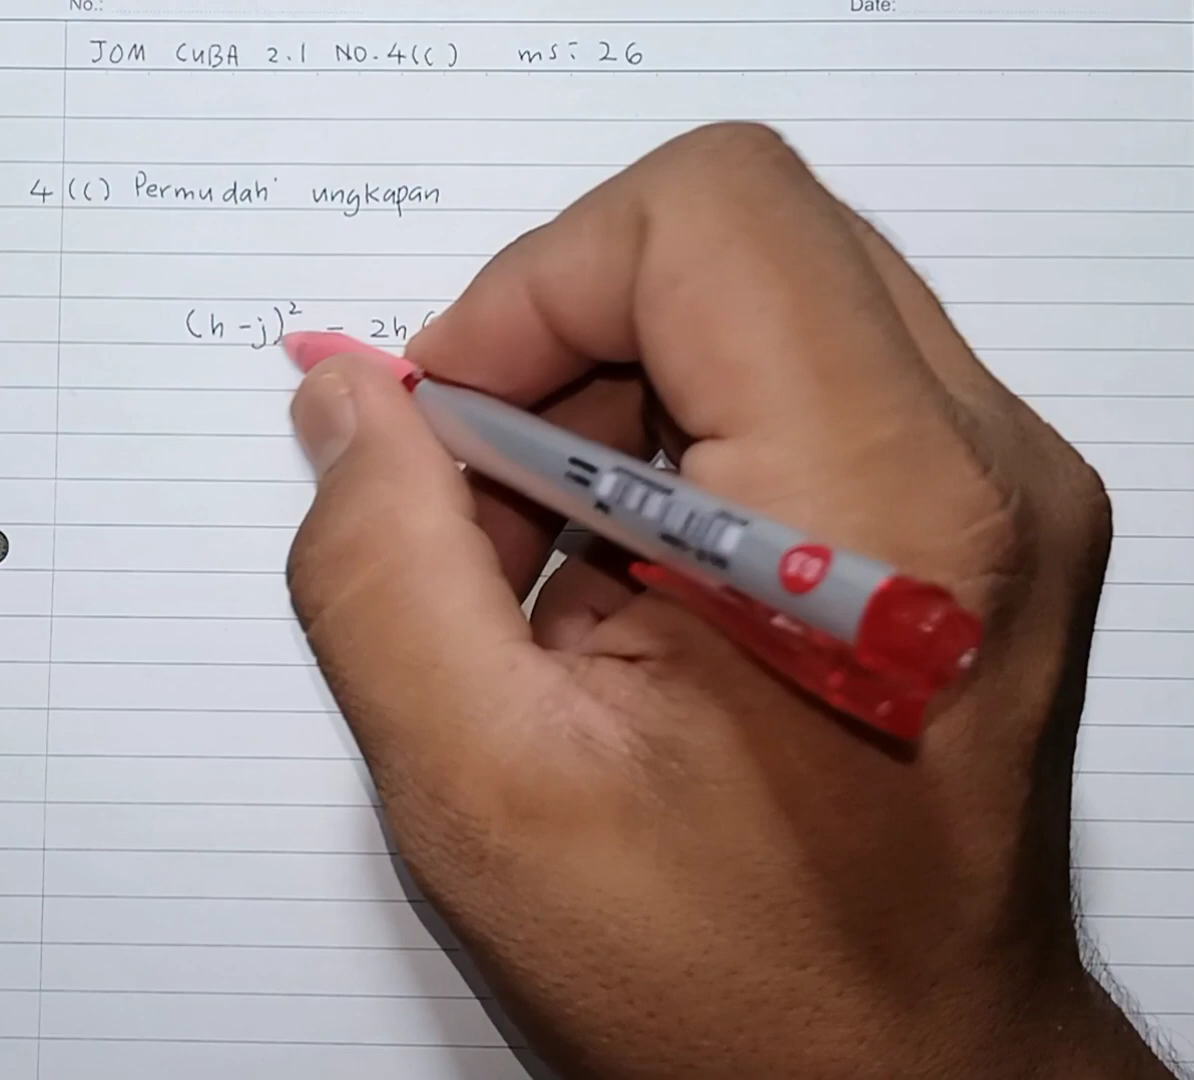 No.: Date:
JOM CUBA 2.1 NO.4(C) ms: 26
4 (C) Permudah ungkapan
(h-j)² - 2h(